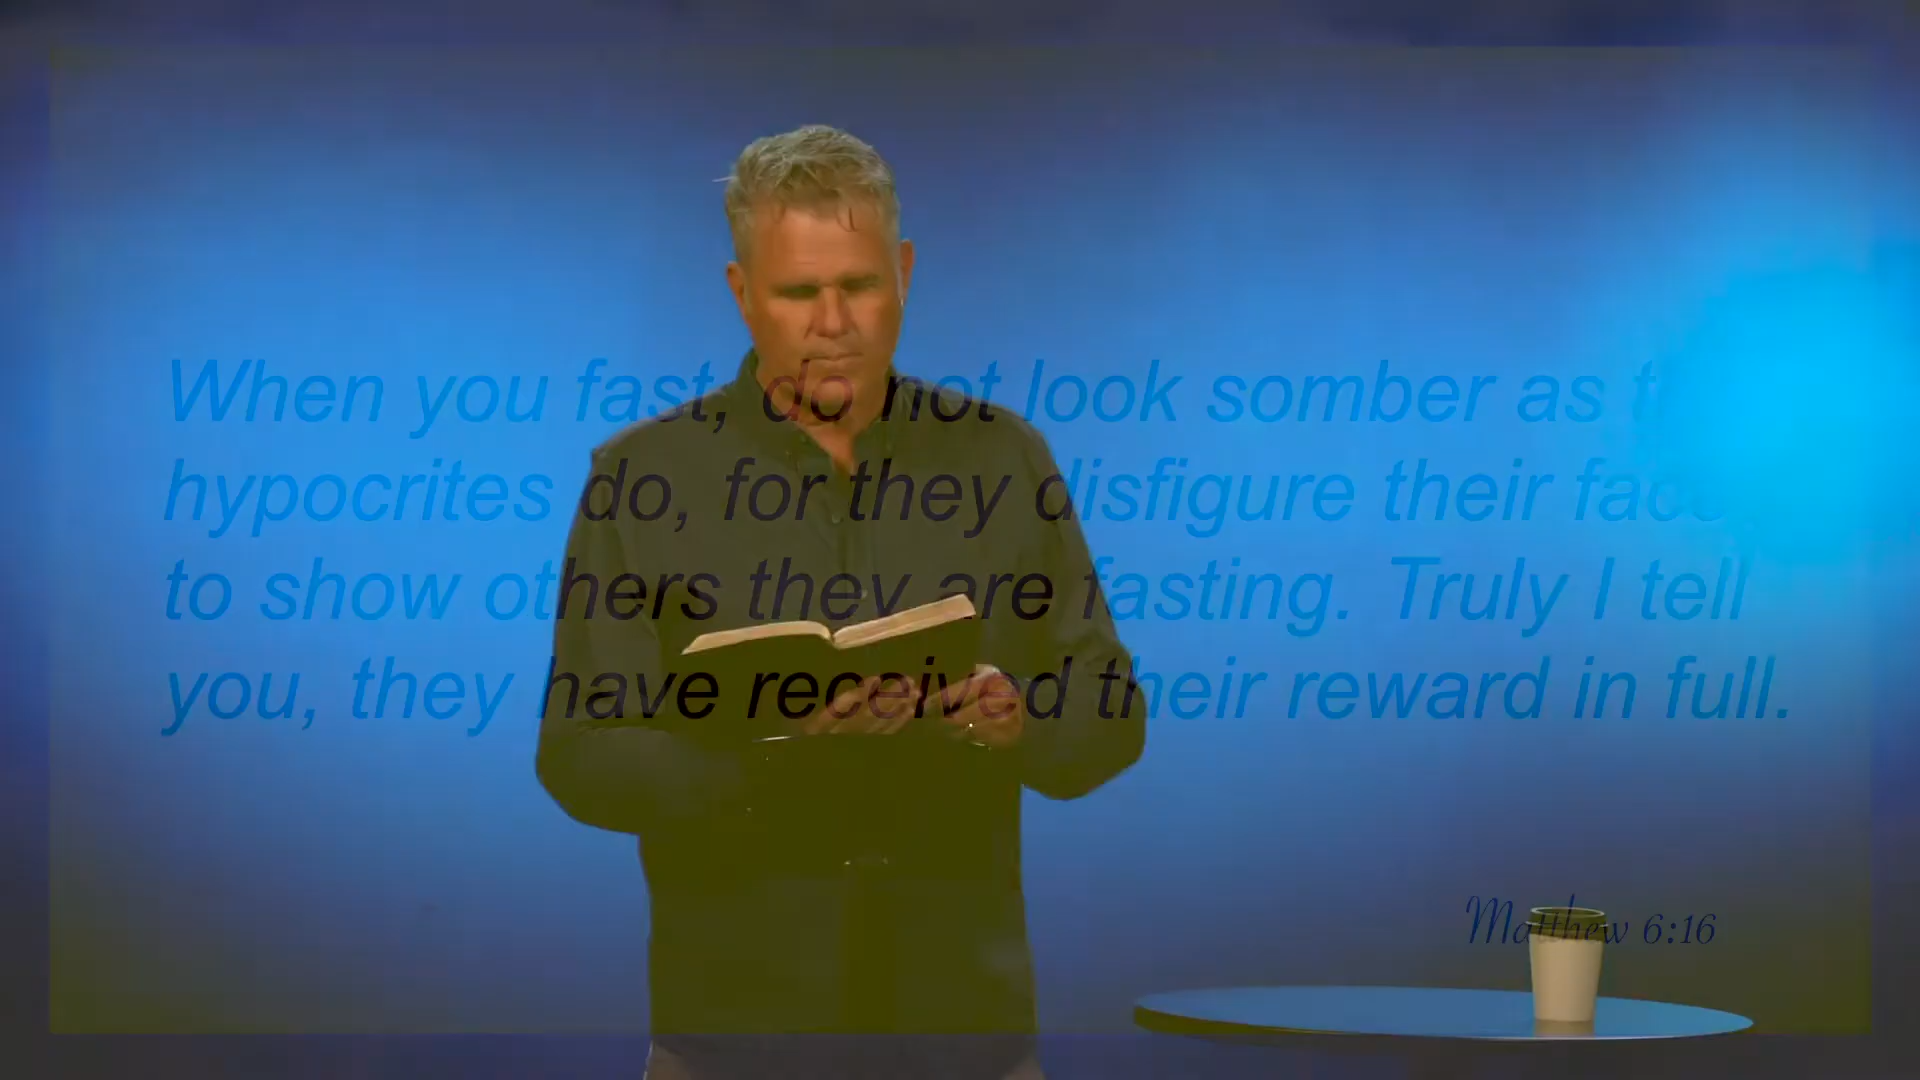 When you fast, do not look somber as
hypocrites do, for they disfigure their faces
to show others they are fasting. Truly I tell
you, they have received their reward in full.
Matthew 6:16